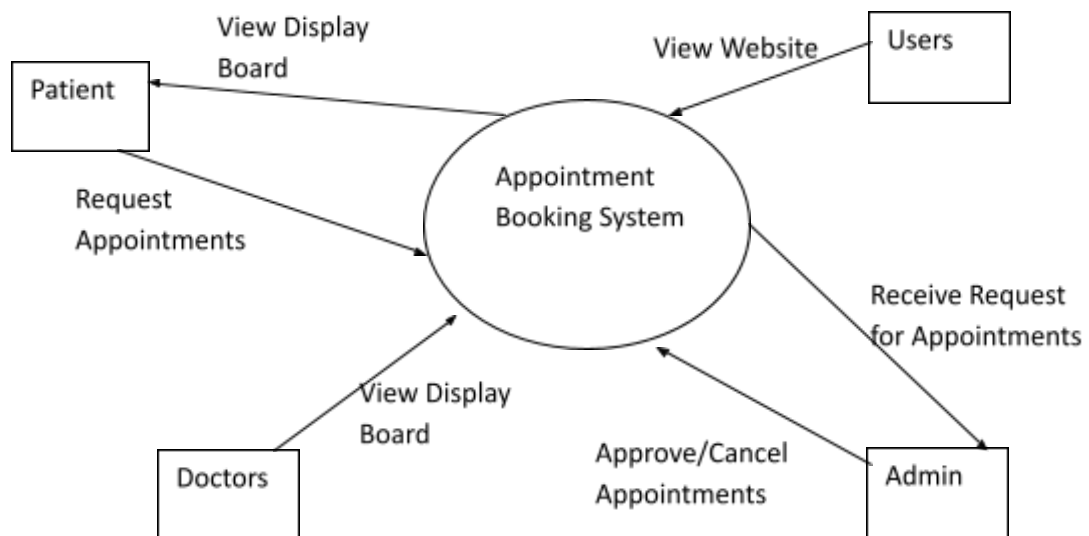 View Display
Board
Users
View Website
Patient
Appointment
Booking System
Request
Appointments
Receive Request
for Appointments
View Display
Board
Doctors
Approve/Cancel
Appointments
Admin